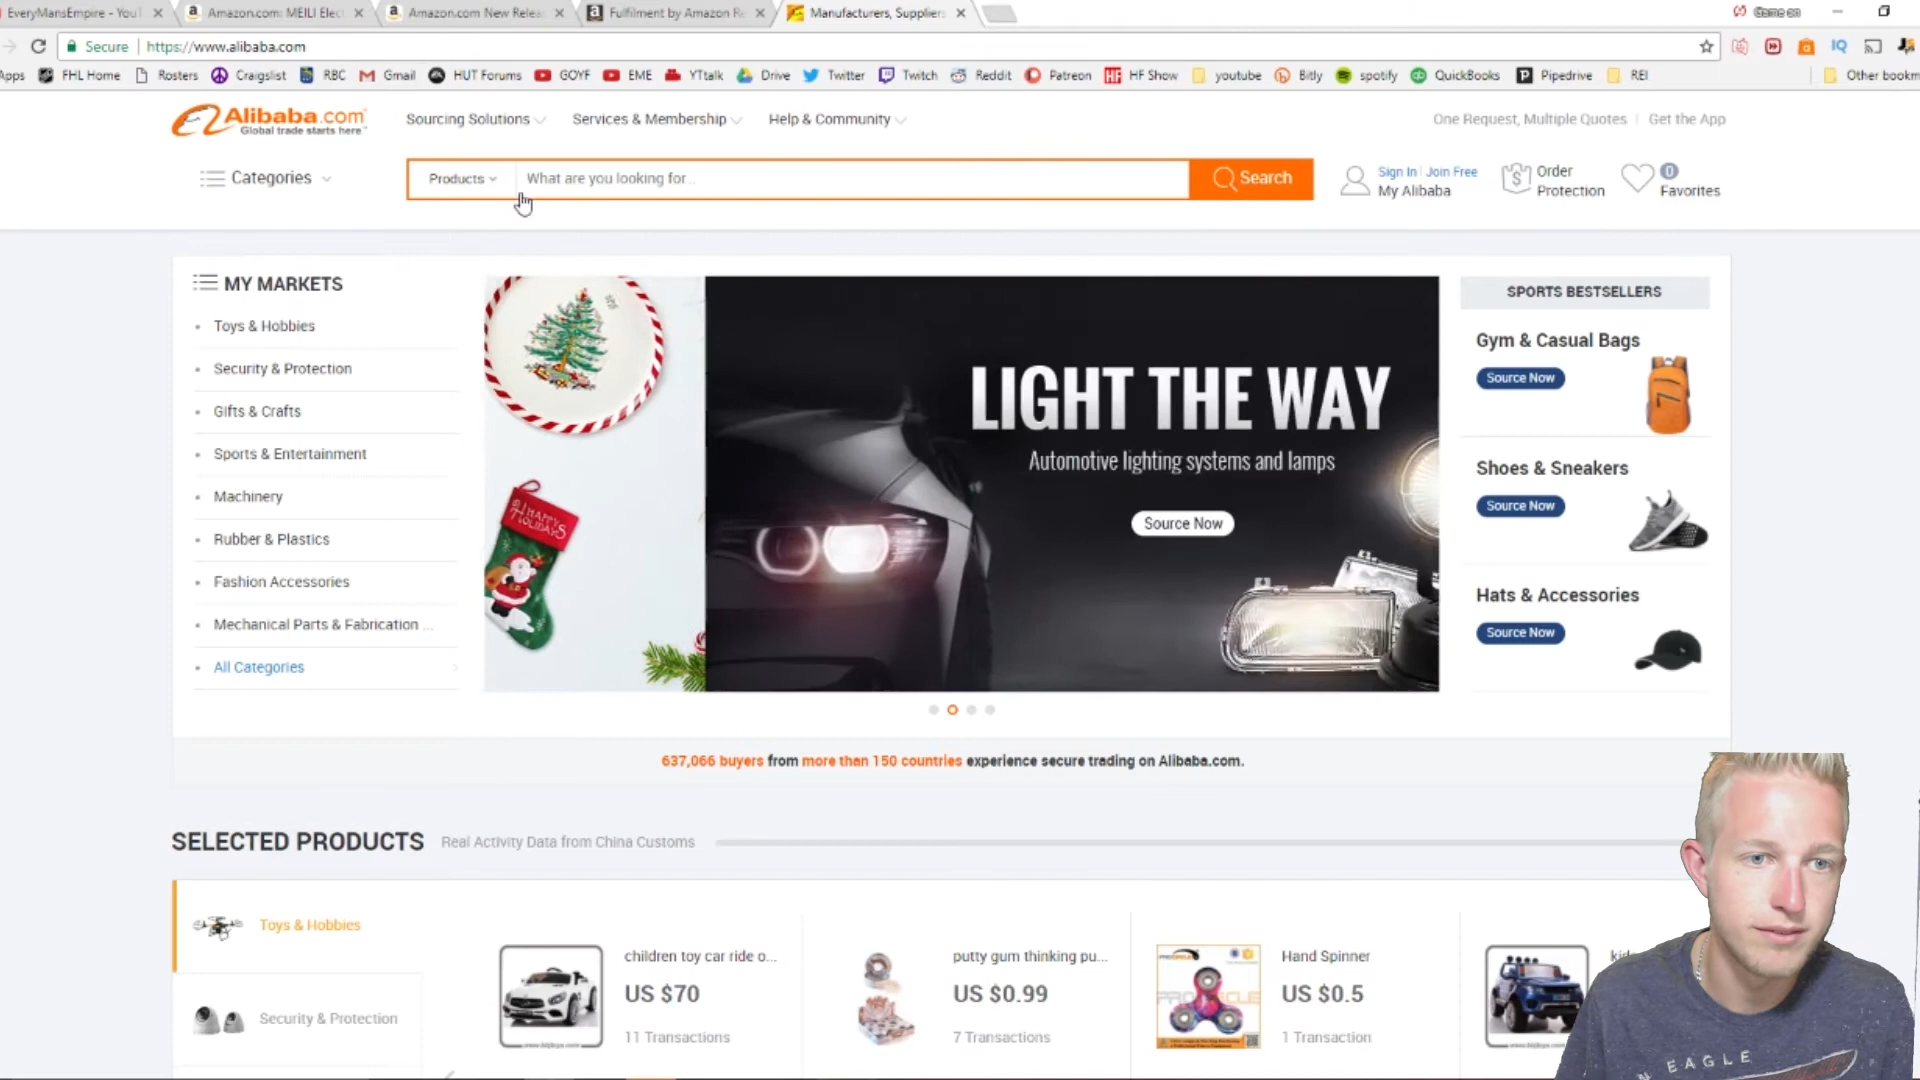 EveryMansEmpire - YouT
Amazon.com: MEILI Elect
Amazon.com New Relea
Fulfilment by Amazon Re
Manufacturers, Suppliers
Game on
Secure
https://www.alibaba.com
Apps
FHL Home
Rosters
Craigslist
RBC
Gmail
HUT Forums
GOYF
EME
YTalk
Drive
Twitter
Twitch
Reddit
Patreon
HF Show
youtube
Bitly
spotify
QuickBooks
Pipedrive
REI
Other bookm
Alibaba.com
Global trade starts here
Sourcing Solutions
Services & Membership
Help & Community
One Request, Multiple Quotes
Get the App
Categories
Products
What are you looking for...
Search
Sign In | Join Free
My Alibaba
Order
Protection
0
Favorites
MY MARKETS
Toys & Hobbies
Security & Protection
Gifts & Crafts
Sports & Entertainment
Machinery
Rubber & Plastics
Fashion Accessories
Mechanical Parts & Fabrication ...
All Categories
HAPPY
HOLIDAYS
LIGHT THE WAY
Automotive lighting systems and lamps
Source Now
SPORTS BESTSELLERS
Gym & Casual Bags
Source Now
Shoes & Sneakers
Source Now
Hats & Accessories
Source Now
637,066 buyers from more than 150 countries experience secure trading on Alibaba.com.
SELECTED PRODUCTS
Real Activity Data from China Customs
Toys & Hobbies
Security & Protection
children toy car ride o...
US $70
11 Transactions
putty gum thinking pu...
US $0.99
7 Transactions
Hand Spinner
US $0.5
1 Transaction
EAGLE